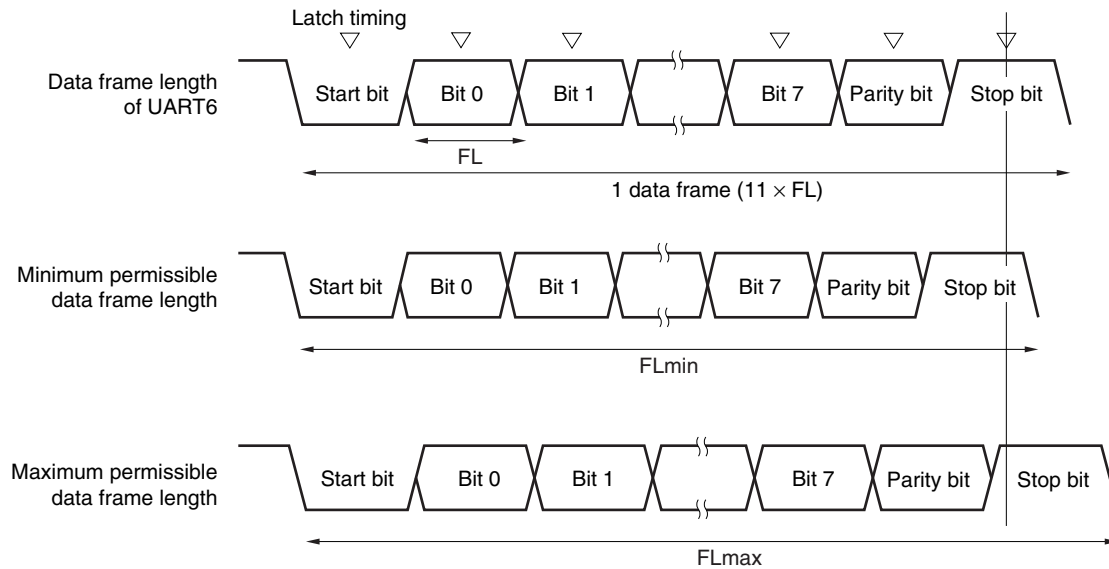 Latch timing
Data frame length
of UART6
Start bit
Bit 0
Bit 1
Bit 7
Parity bit
Stop bit
FL
1 data frame (11 × FL)
Minimum permissible
data frame length
Start bit
Bit 0
Bit 1
Bit 7
Parity bit
Stop bit
FLmin
Maximum permissible
data frame length
Start bit
Bit 0
Bit 1
Bit 7
Parity bit
Stop bit
FLmax